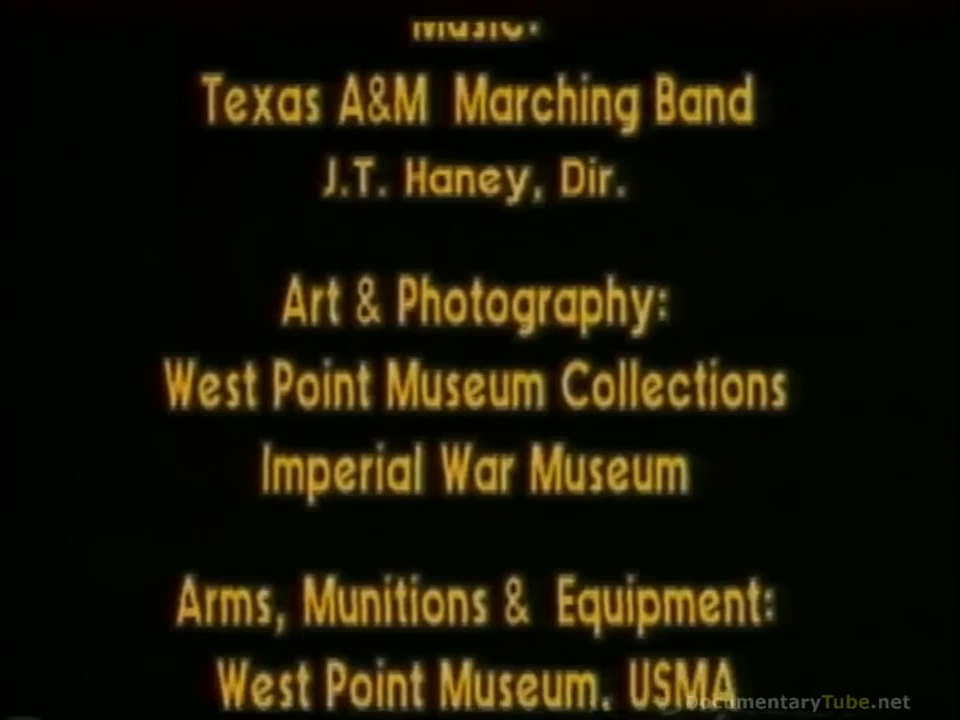 Music:
Texas A&M Marching Band
J.T. Haney, Dir.
Art & Photography:
West Point Museum Collections
Imperial War Museum
Arms, Munitions & Equipment:
West Point Museum. USMA
DocumentaryTube.net